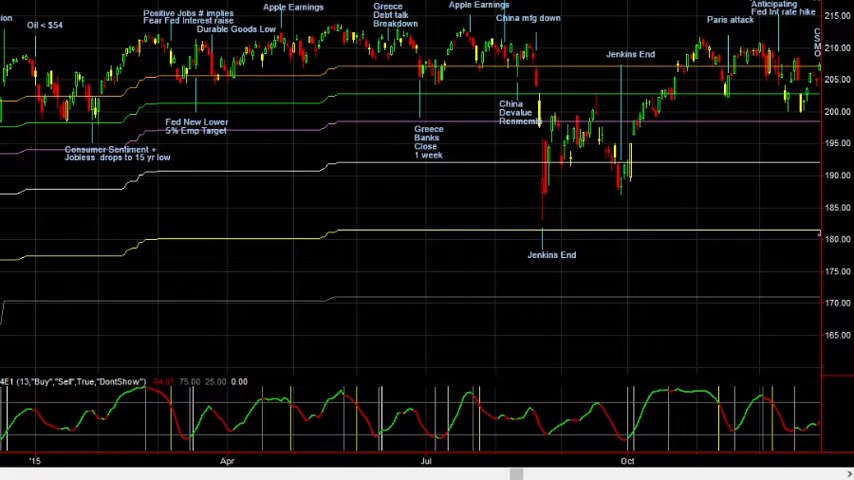 Anticipating
Fed Int rate hike
Apple Earnings
Greece
Debt talk
Breakdown
Apple Earnings
China mfg down
Paris attack
Positive Jobs # implies
Fear Fed Interest raise
Durable Goods Low
Oil < $54
Jenkins End
China
Devalue
Fed New Lower
5% Emp Target
Greece
Banks
Close
1 week
Consumer Sentiment +
Jobless drops to 15 yr low
Jenkins End
215.00
210.00
205.00
200.00
195.00
190.00
185.00
180.00
175.00
170.00
165.00
4E1 (13,"Buy","Sell",True,"DontShow")
75.00 25.00 0.00
'15 Apr Jul Oct